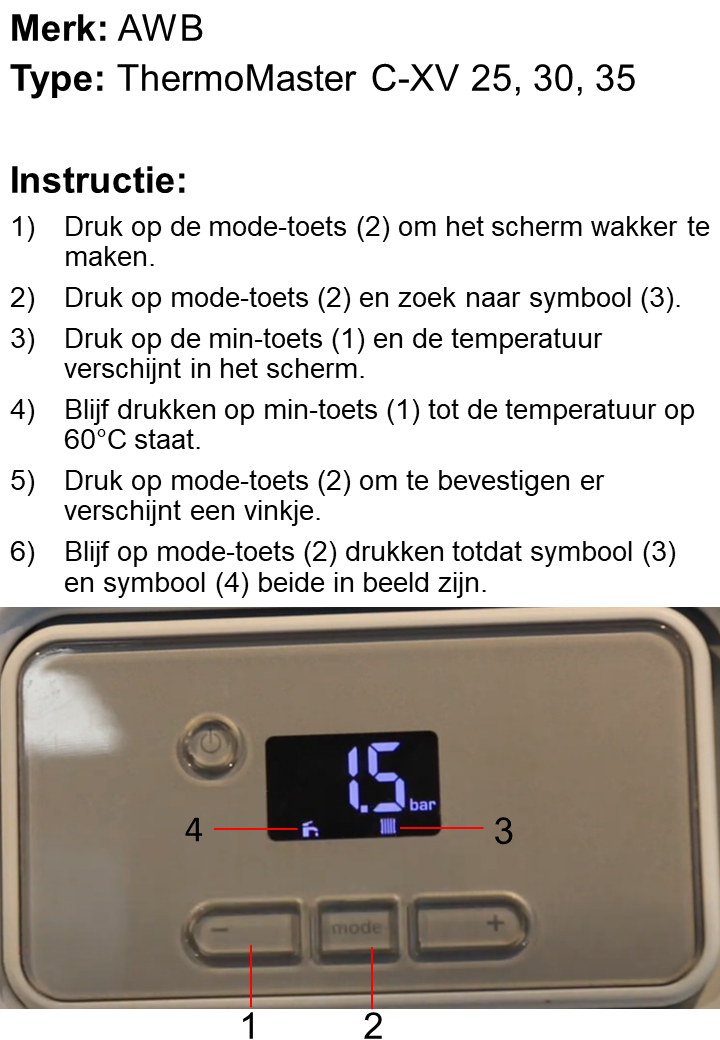 Merk: AWB
Type: ThermoMaster C-XV 25, 30, 35
Instructie:
1) Druk op de mode-toets (2) om het scherm wakker te
maken.
2) Druk op mode-toets (2) en zoek naar symbool (3).
3) Druk op de min-toets (1) en de temperatuur
verschijnt in het scherm.
4) Blijf drukken op min-toets (1) tot de temperatuur op
60°C staat.
5) Druk op mode-toets (2) om te bevestigen er
verschijnt een vinkje.
6) Blijf op mode-toets (2) drukken totdat symbool (3)
en symbool (4) beide in beeld zijn.
1.5 bar
4 3
- mode +
1 2